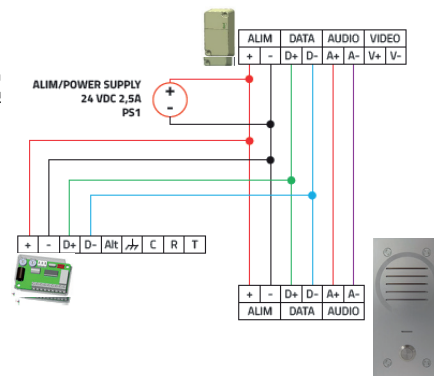 ALIM DATA AUDIO VIDEO
+ - D+ D- A+ A- V+ V-
ALIM/POWER SUPPLY
24 VDC 2,5A
PS1
+
-
+ - D+ D- Alt C R T
+ - D+ D- A+ A-
ALIM DATA AUDIO